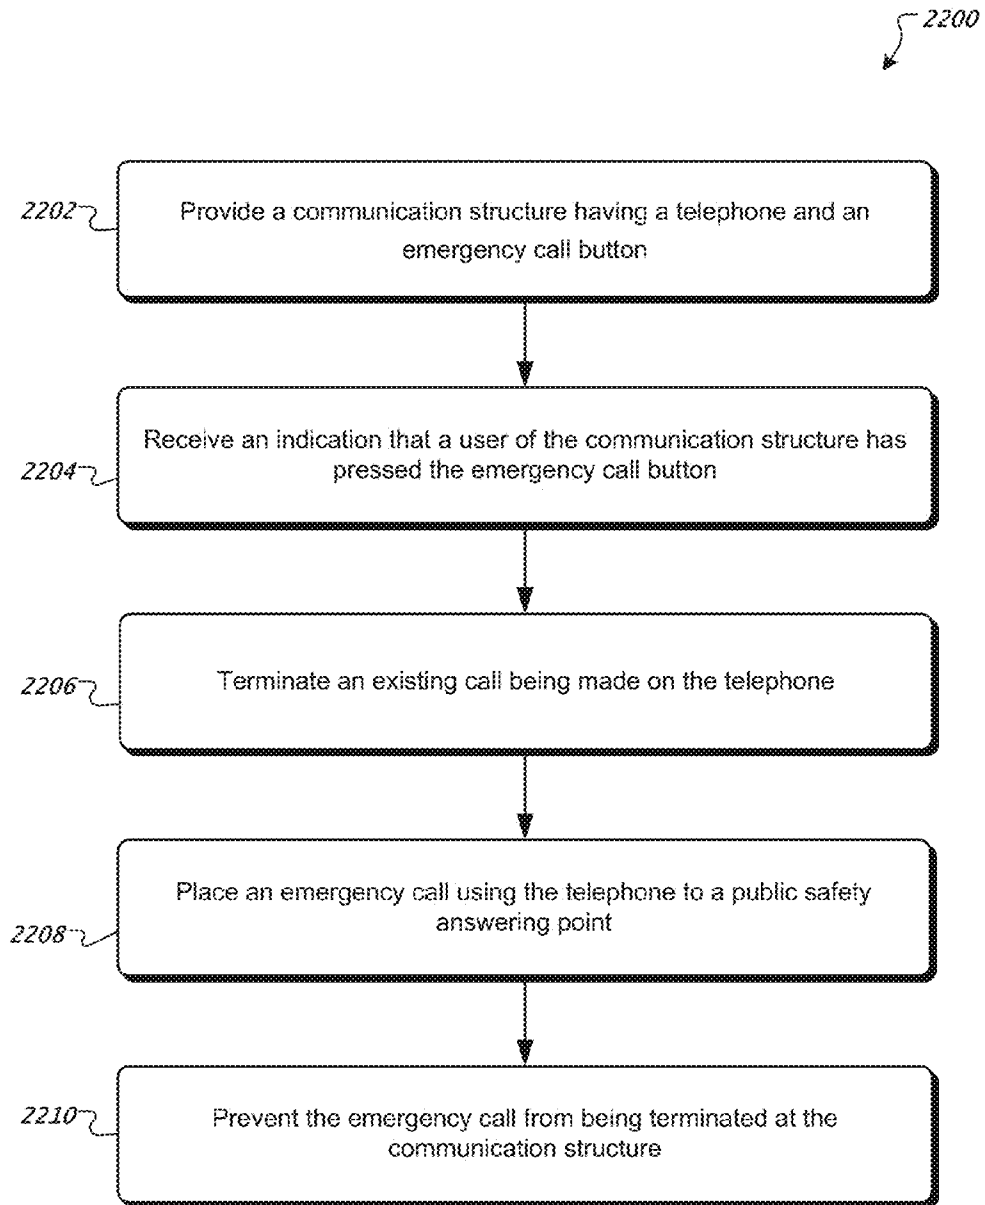 2200
2202
Provide a communication structure having a telephone and an
emergency call button
2204
Receive an indication that a user of the communication structure has
pressed the emergency call button
2206
Terminate an existing call being made on the telephone
2208
Place an emergency call using the telephone to a public safety
answering point
2210
Prevent the emergency call from being terminated at the
communication structure